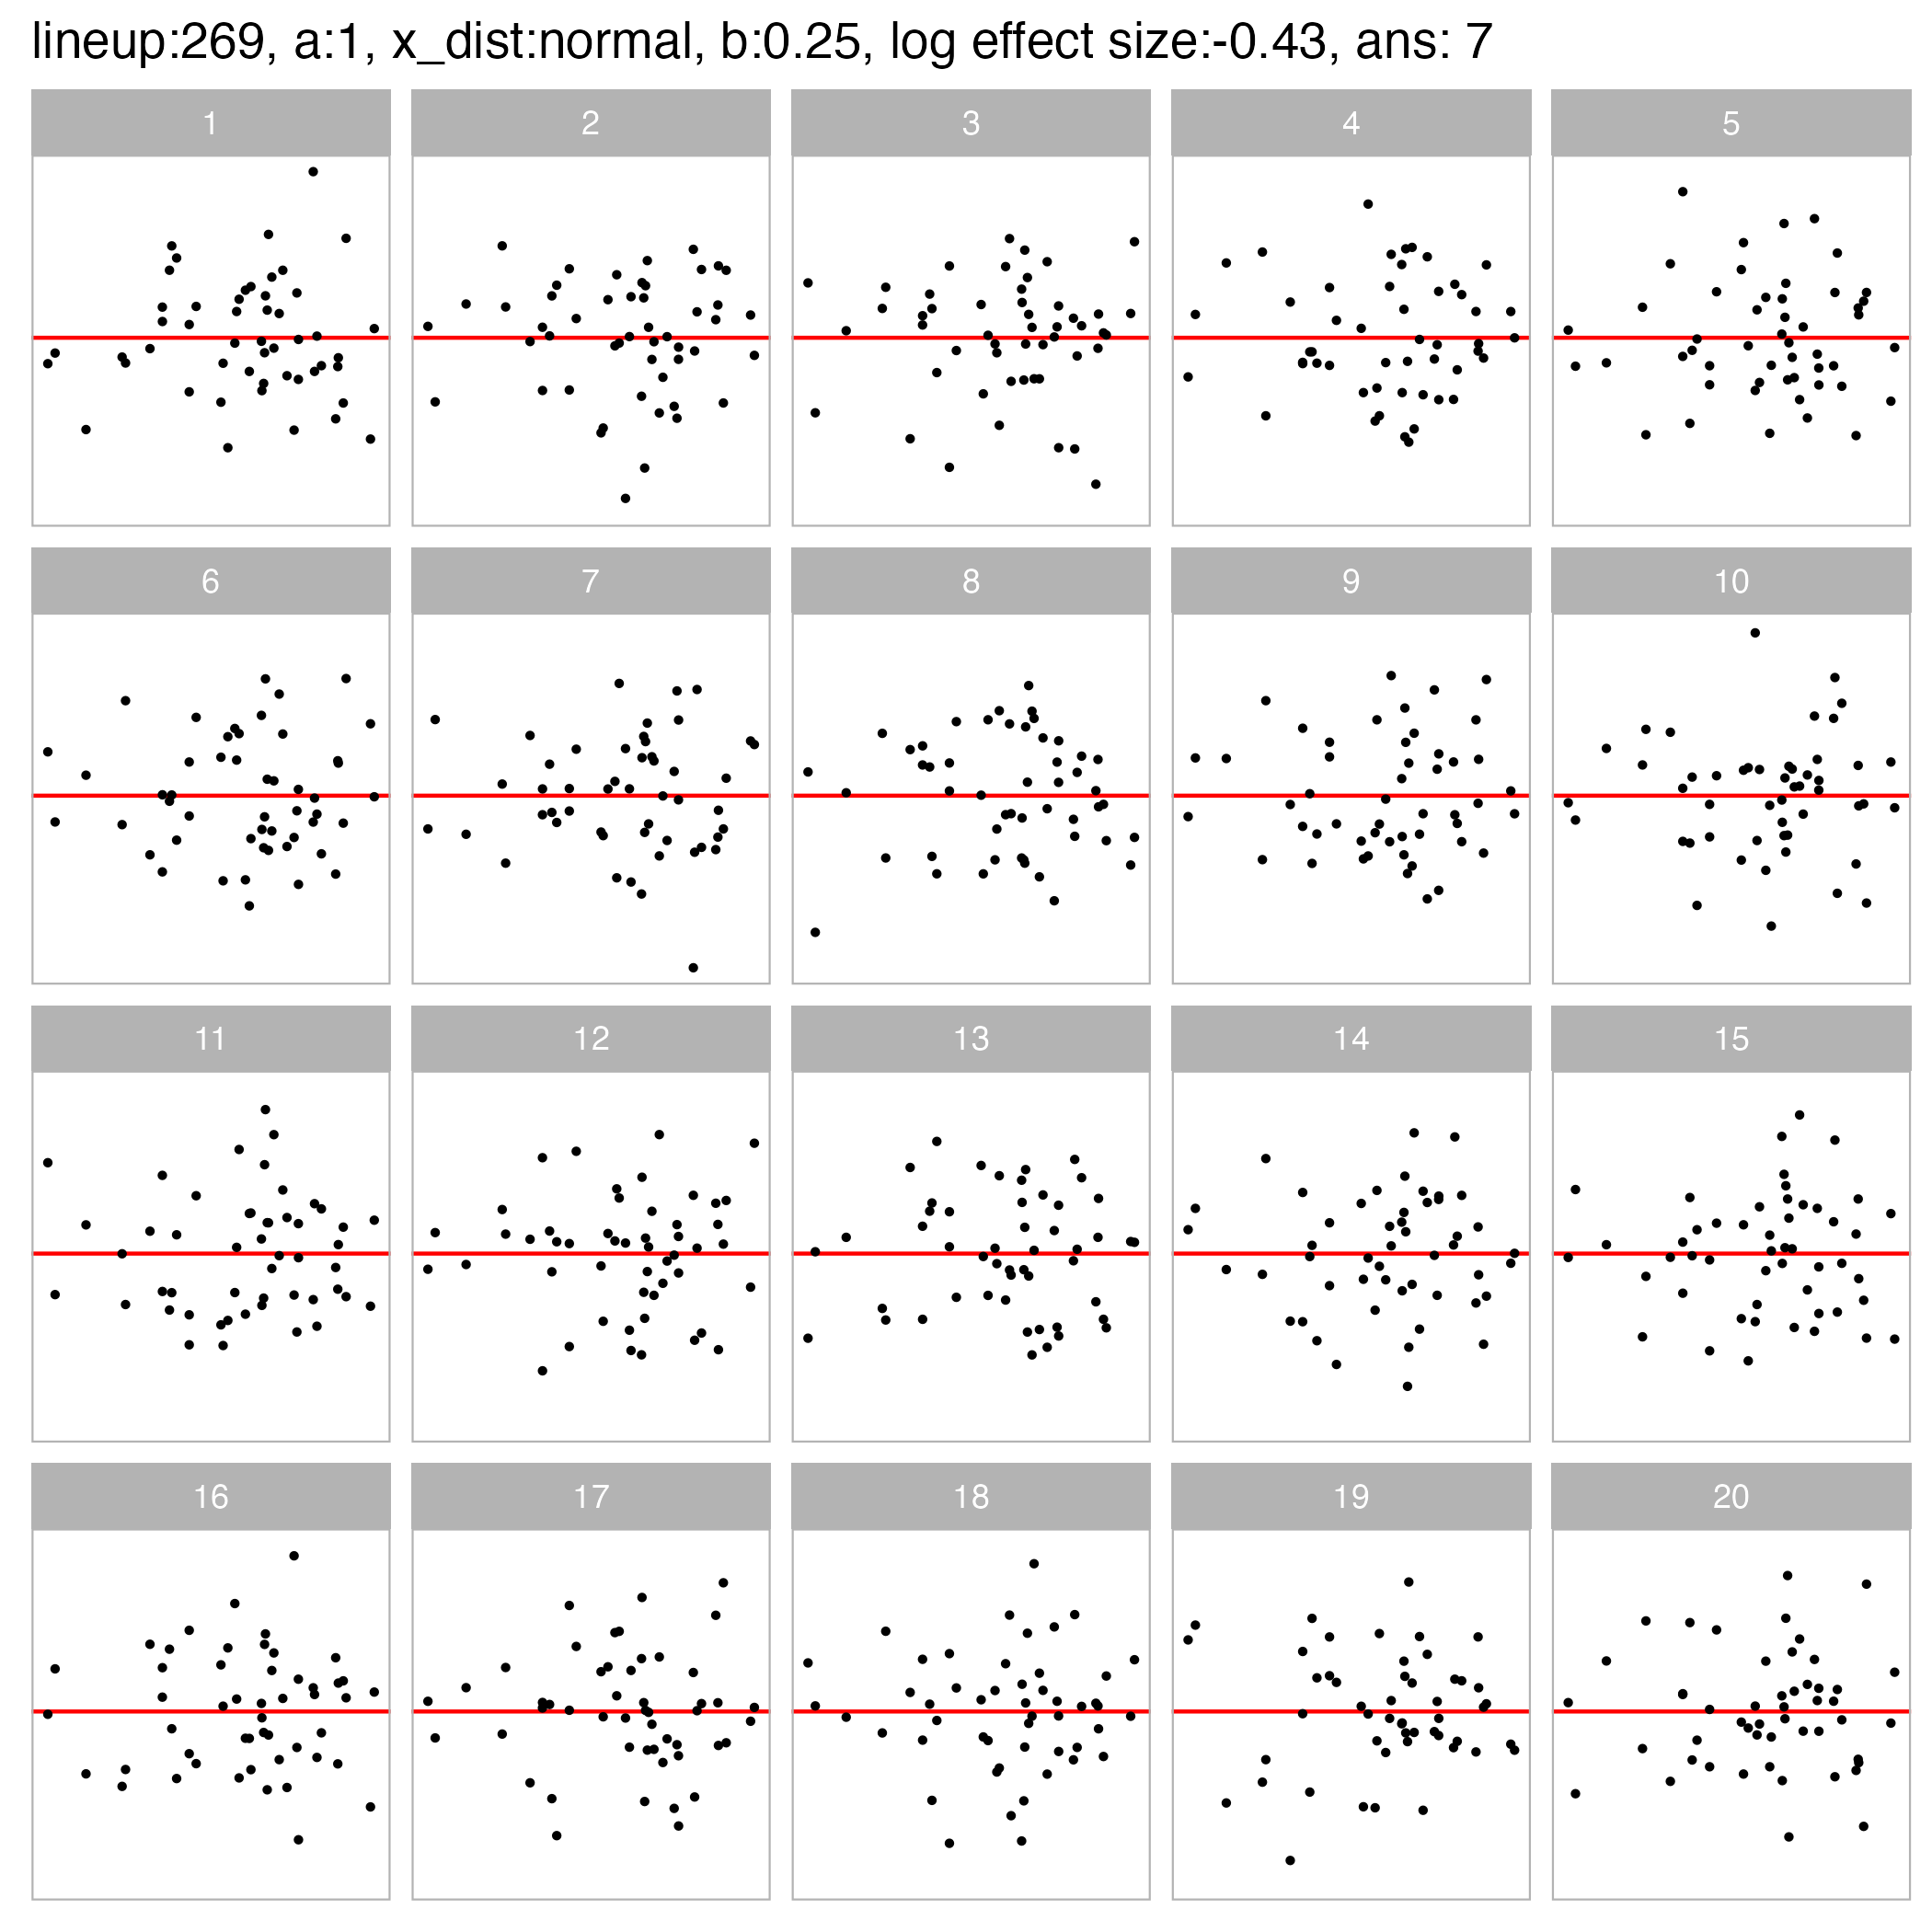 lineup:269, a:1, x_dist:normal, b:0.25, log effect size:-0.43, ans: 7
1 2 3 4 5
6 7 8 9 10
11 12 13 14 15
16 17 18 19 20